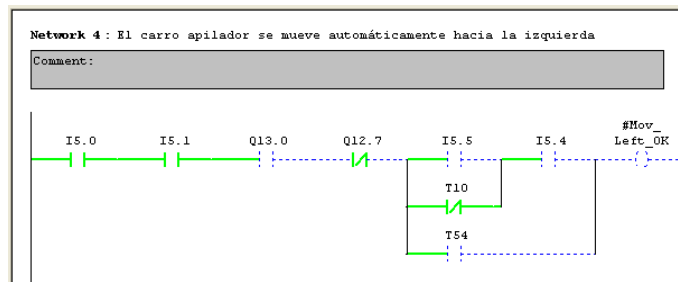 Network 4 : El carro apilador se mueve automáticamente hacia la izquierda
Comment:
#Mov_
I5.0 I5.1 Q13.0 Q12.7 I5.5 I5.4 Left_OK
T10
T54